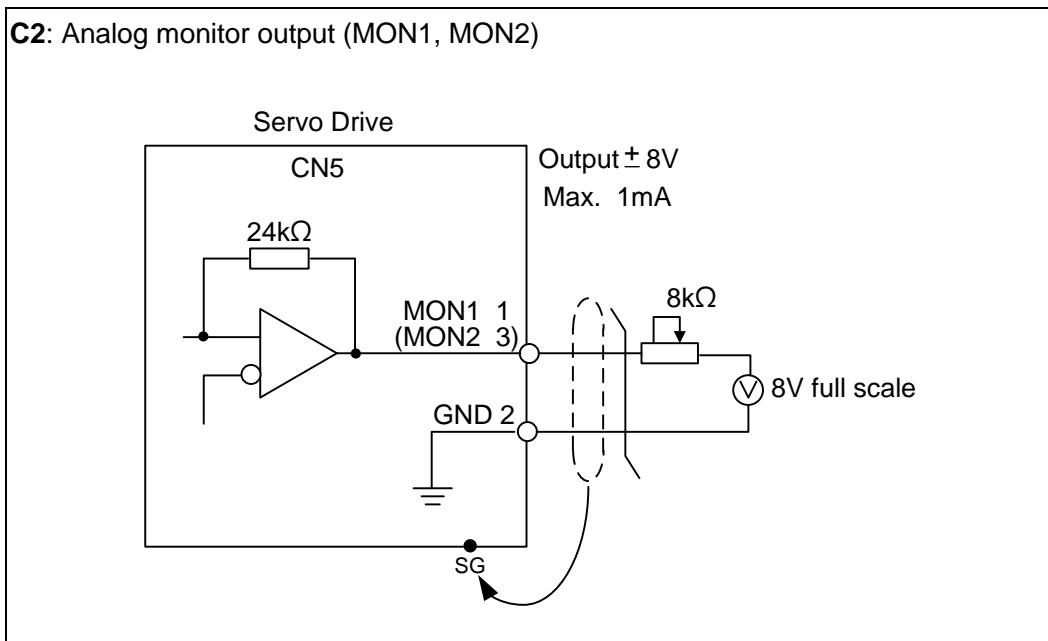 C2: Analog monitor output (MON1, MON2)
Servo Drive
CN5
Output ± 8V
Max. 1mA
24kΩ
8kΩ
MON1 1
(MON2 3)
V
8V full scale
GND 2
SG